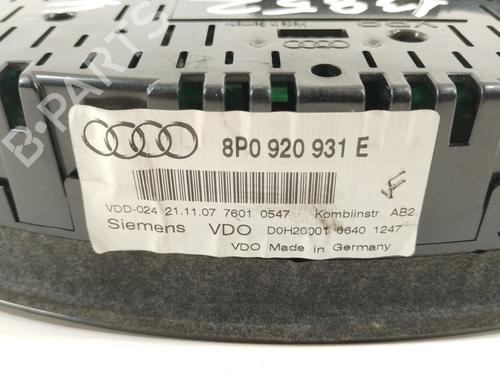 8P0 920 931 E
VDD-024 21.11.07 7601 0547 Kombiinstr. AB2
Siemens VDO D0H20001 0640 1247
VDO Made in Germany
B-PARTS
VDO